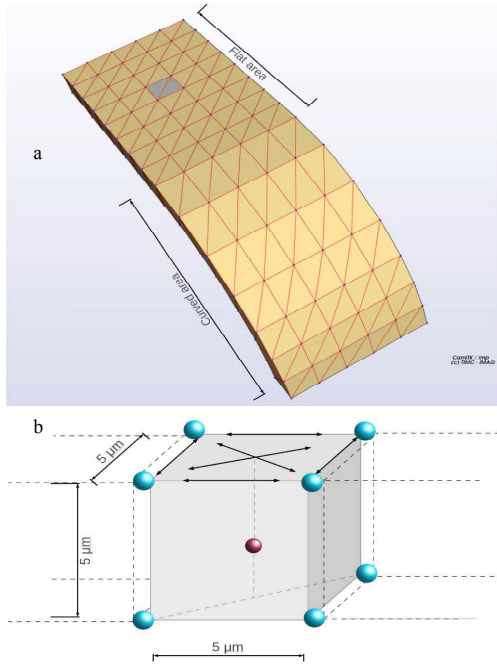 Flat area
a
Curved area
CamiTK / imp
(c) TIMC - IMAG
b
5 µm
5 µm
5 µm